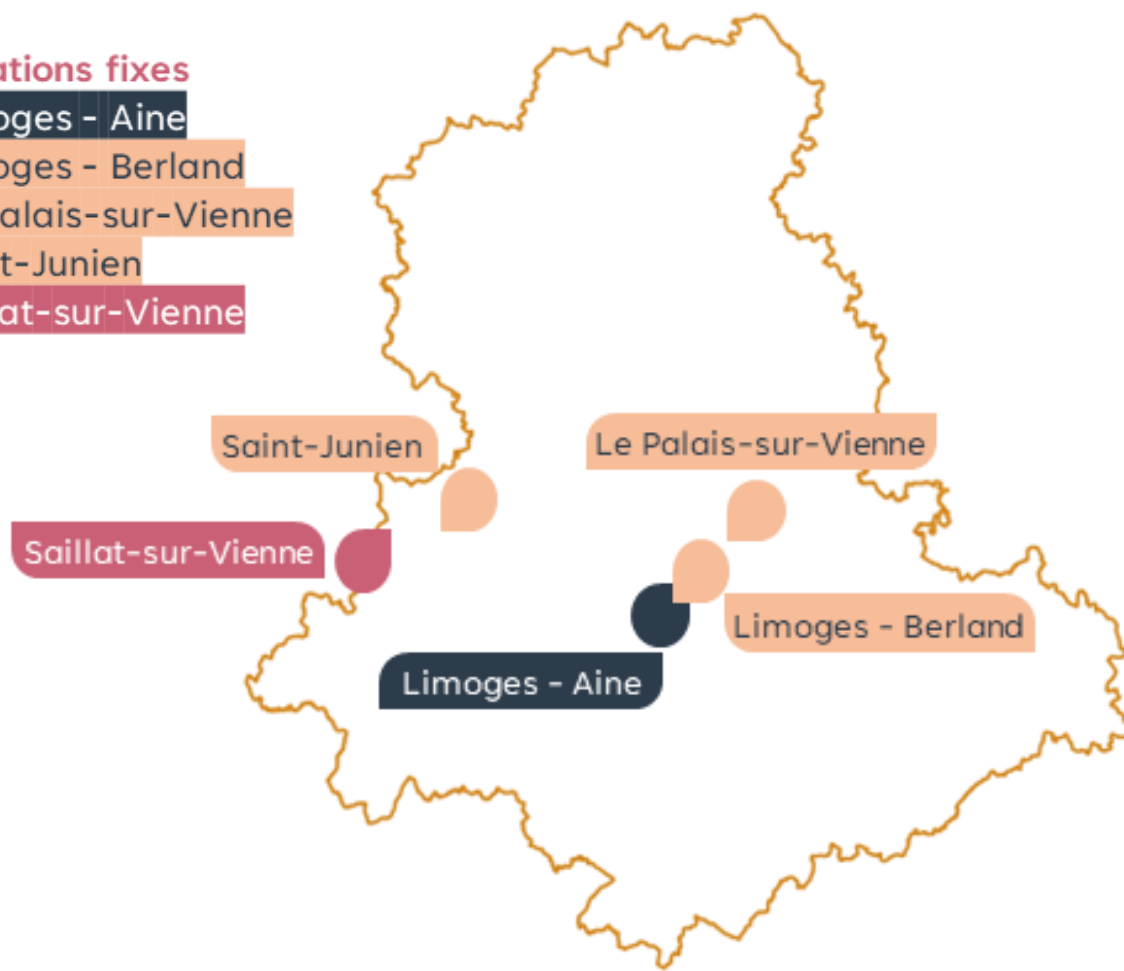 ations fixes
oges - Aine
oges - Berland
alais-sur-Vienne
t-Junien
at-sur-Vienne
Saint-Junien
Le Palais-sur-Vienne
Saillat-sur-Vienne
Limoges - Berland
Limoges - Aine